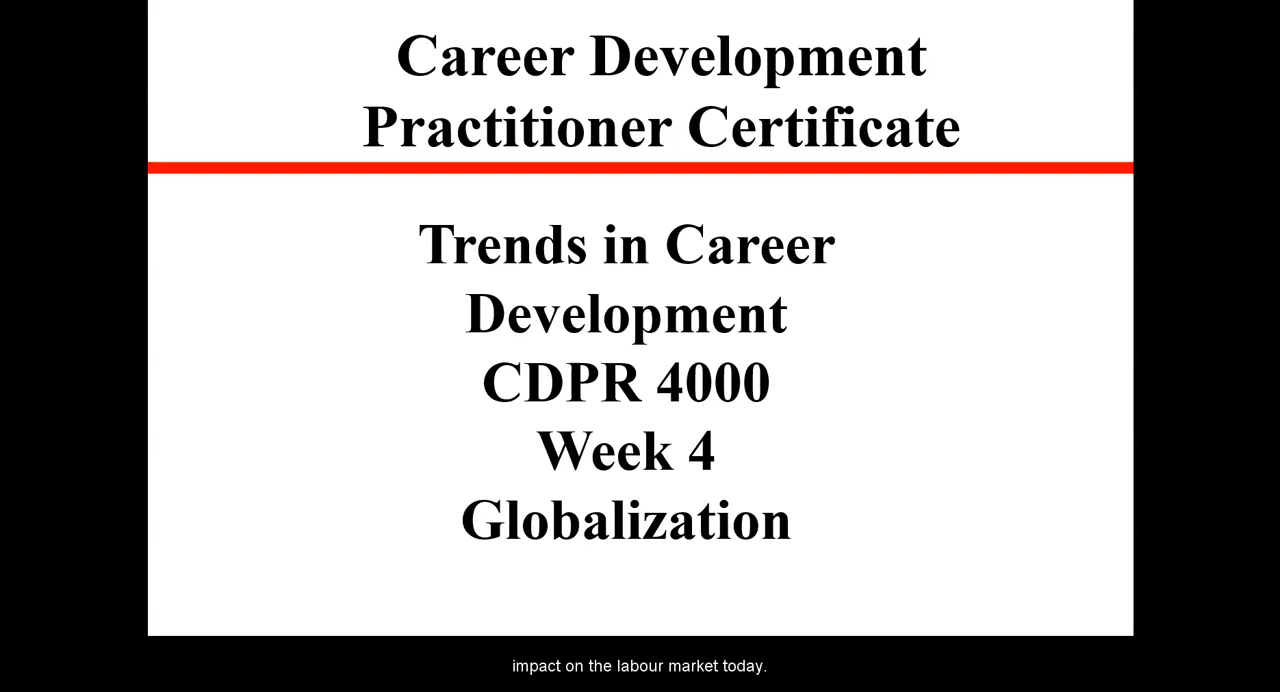 Career Development
Practitioner Certificate
Trends in Career
Development
CDPR 4000
Week 4
Globalization
impact on the labour market today.